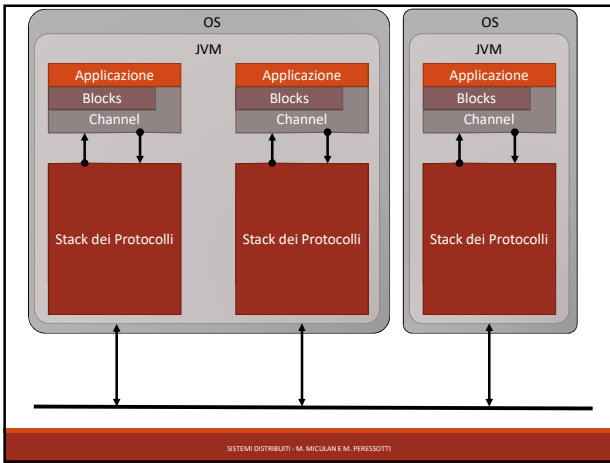 OS
JVM
Applicazione
Blocks
Channel
Stack dei Protocolli
Applicazione
Blocks
Channel
Stack dei Protocolli
OS
JVM
Applicazione
Blocks
Channel
Stack dei Protocolli
SISTEMI DISTRIBUITI - M. MICULAN E M. PERESSOTTI